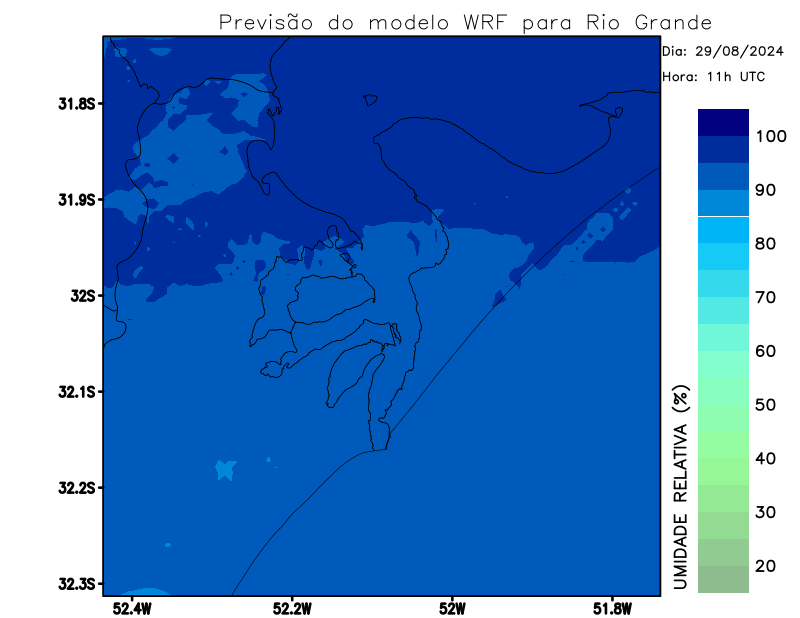 Previsão do modelo WRF para Rio Grande
Dia: 29/08/2024
Hora: 11h UTC
31.8S
31.9S
32S
32.1S
32.2S
32.3S
52.4W
52.2W
52W
51.8W
100
90
80
70
60
50
40
30
20
UMIDADE RELATIVA (%)